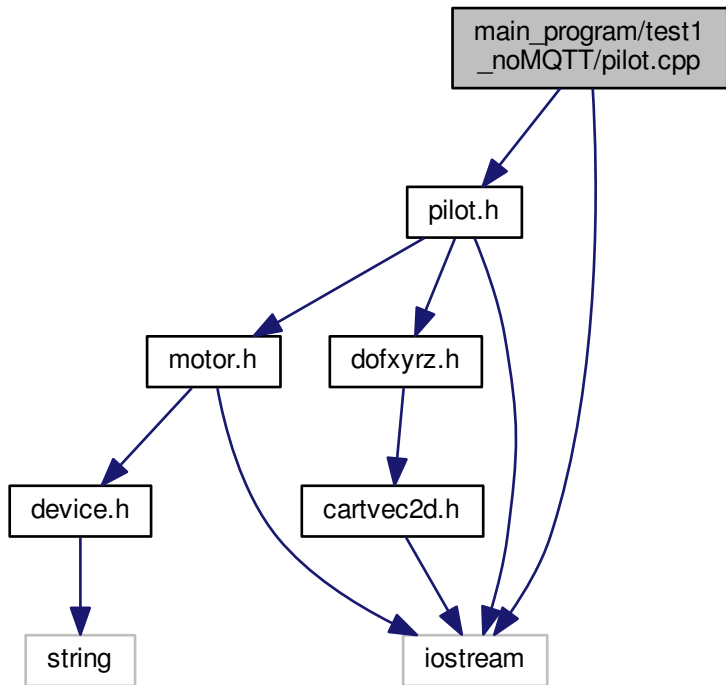 main_program/test1
_noMQTT/pilot.cpp
pilot.h
motor.h
dofxyrz.h
device.h
cartvec2d.h
string
iostream